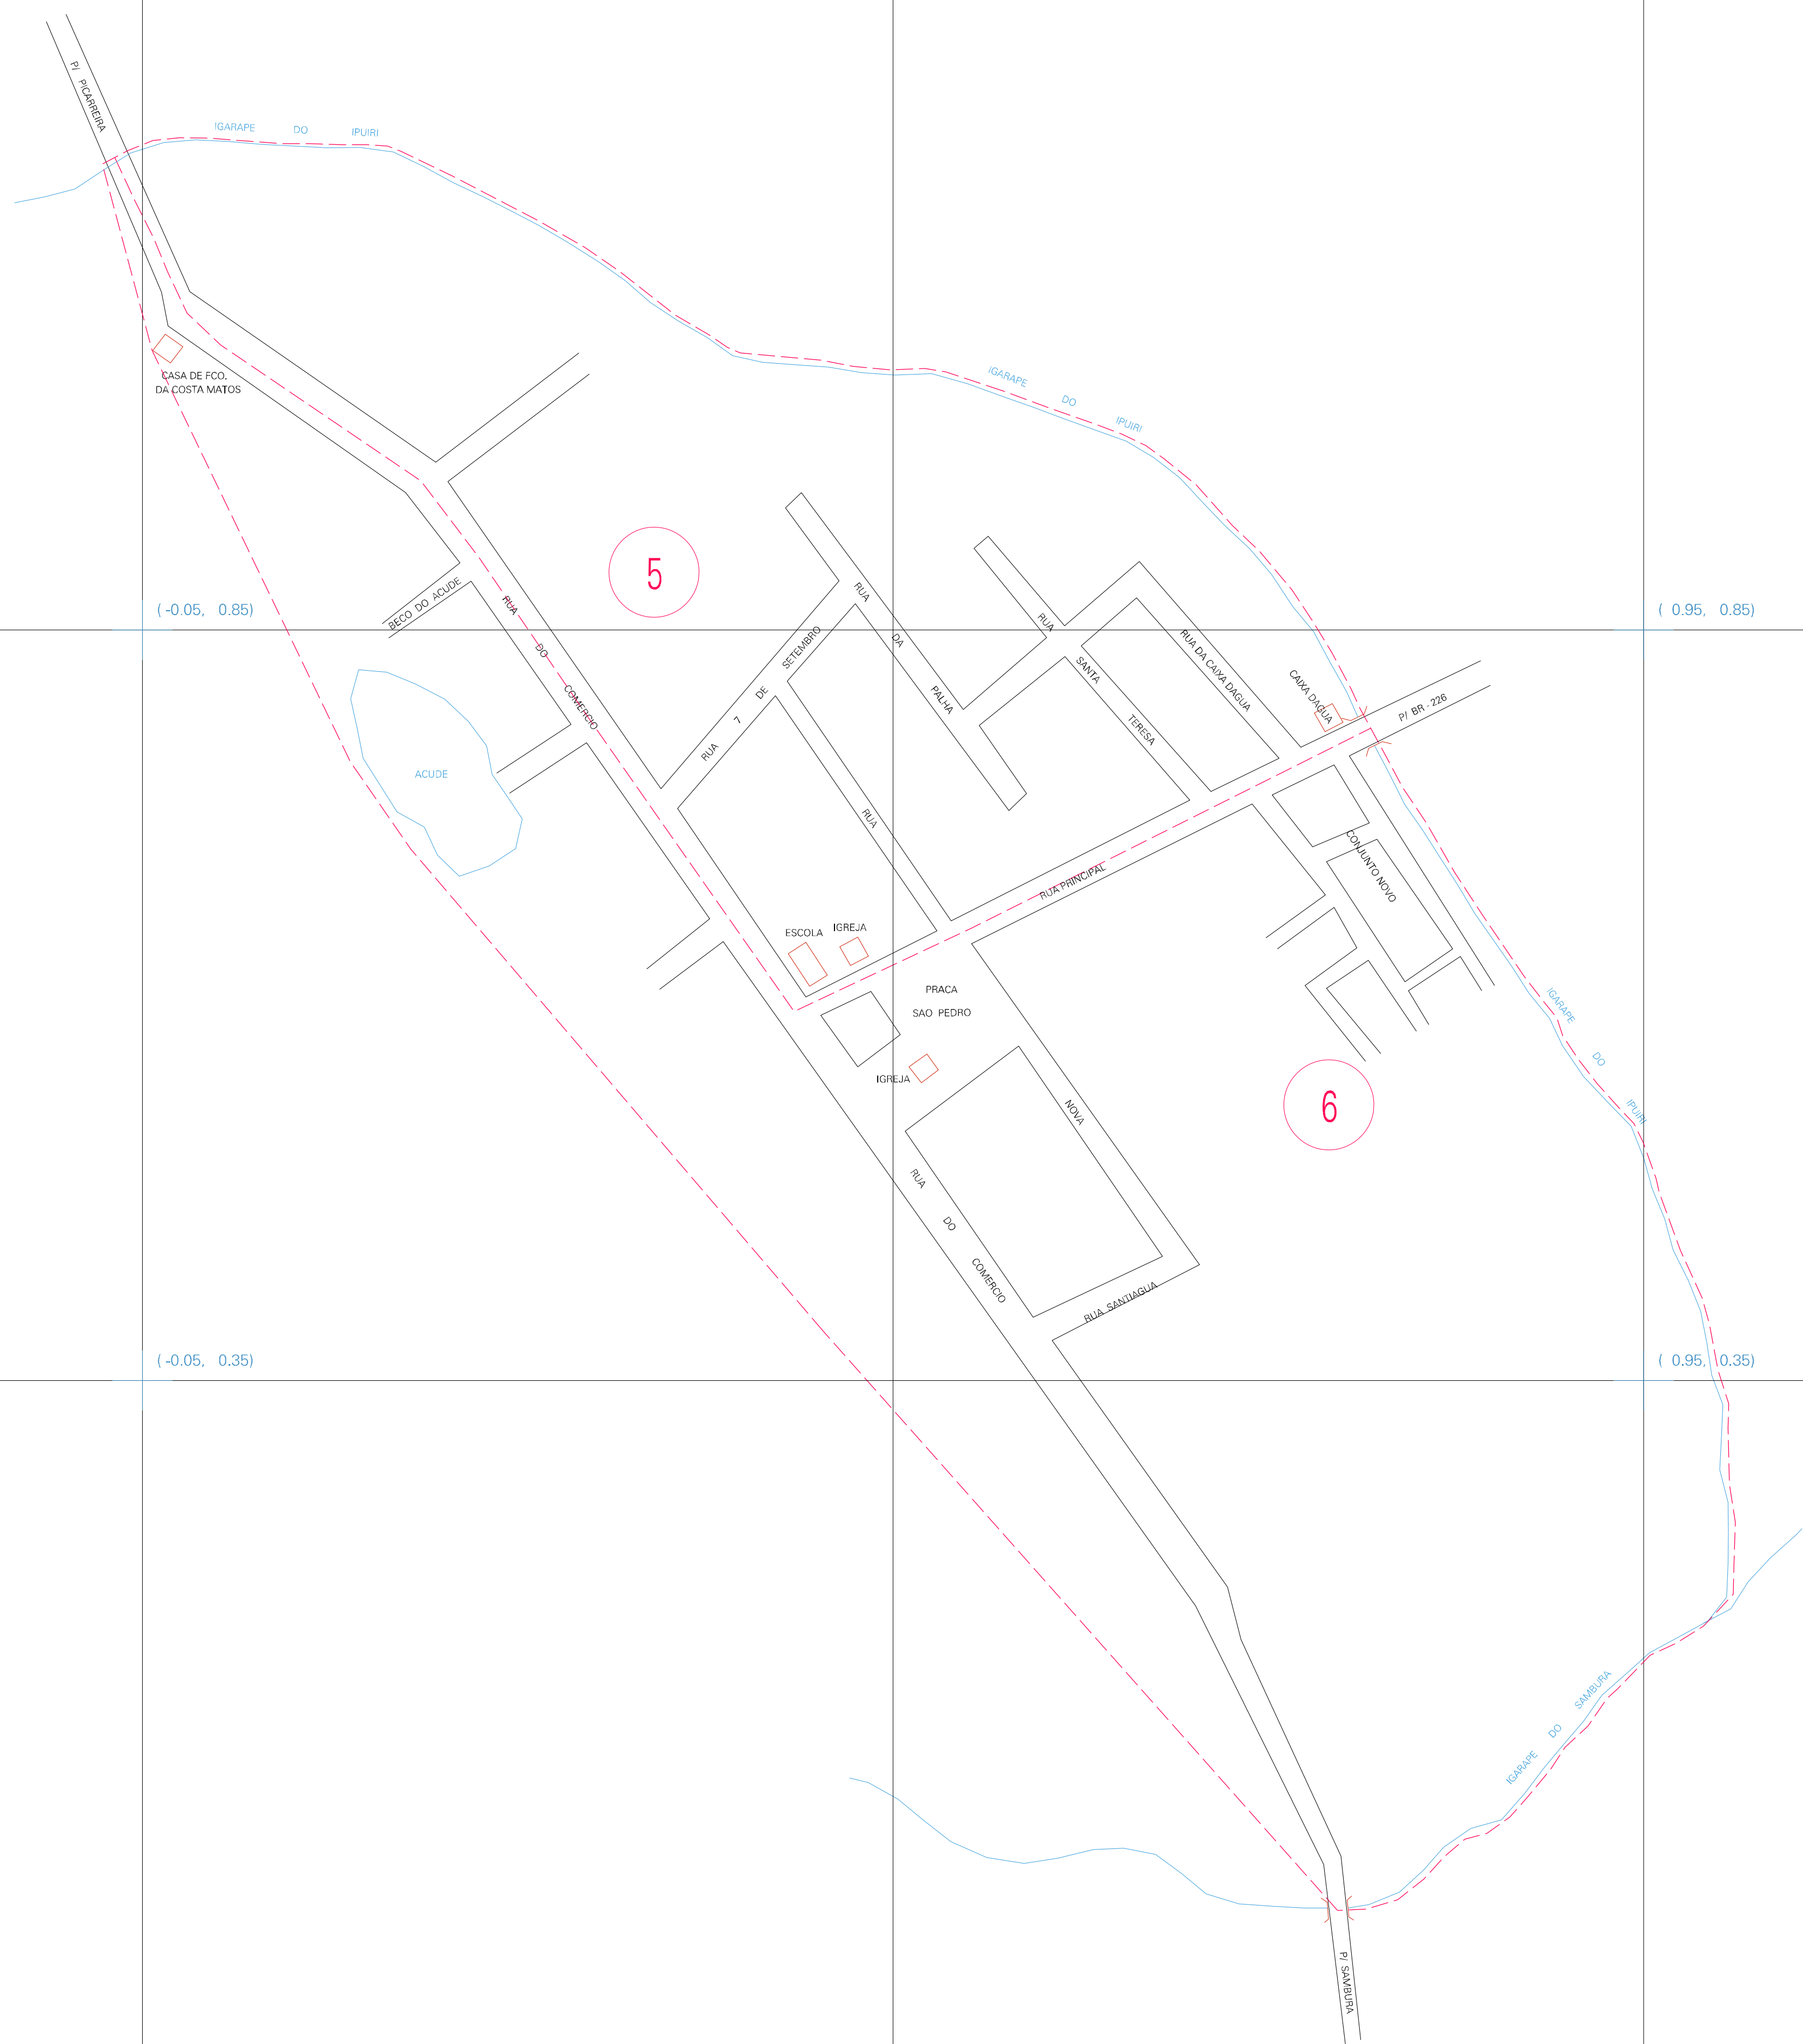 P/ PICARREIRA
IGARAPE DO IPUIRI
CASA DE FCO.
DA COSTA MATOS
IGARAPE DO IPUIRI
5
(-0.05, 0.85)
( 0.95, 0.85)
BECO DO ACUDE
RUA DO COMERCIO
RUA 7 DE SETEMBRO
RUA DA PALHA
RUA SANTA TERESA
RUA DA CAIXA DAGUA
CAIXA DAGUA
P/ BR - 226
ACUDE
RUA NOVA
RUA PRINCIPAL
CONJUNTO NOVO
ESCOLA
IGREJA
PRACA
SAO PEDRO
IGREJA
6
IGARAPE DO IPUIRI
RUA DO COMERCIO
RUA SANTIAGUA
(-0.05, 0.35)
( 0.95, 0.35)
IGARAPE DO SAMBURA
P/ SAMBURA